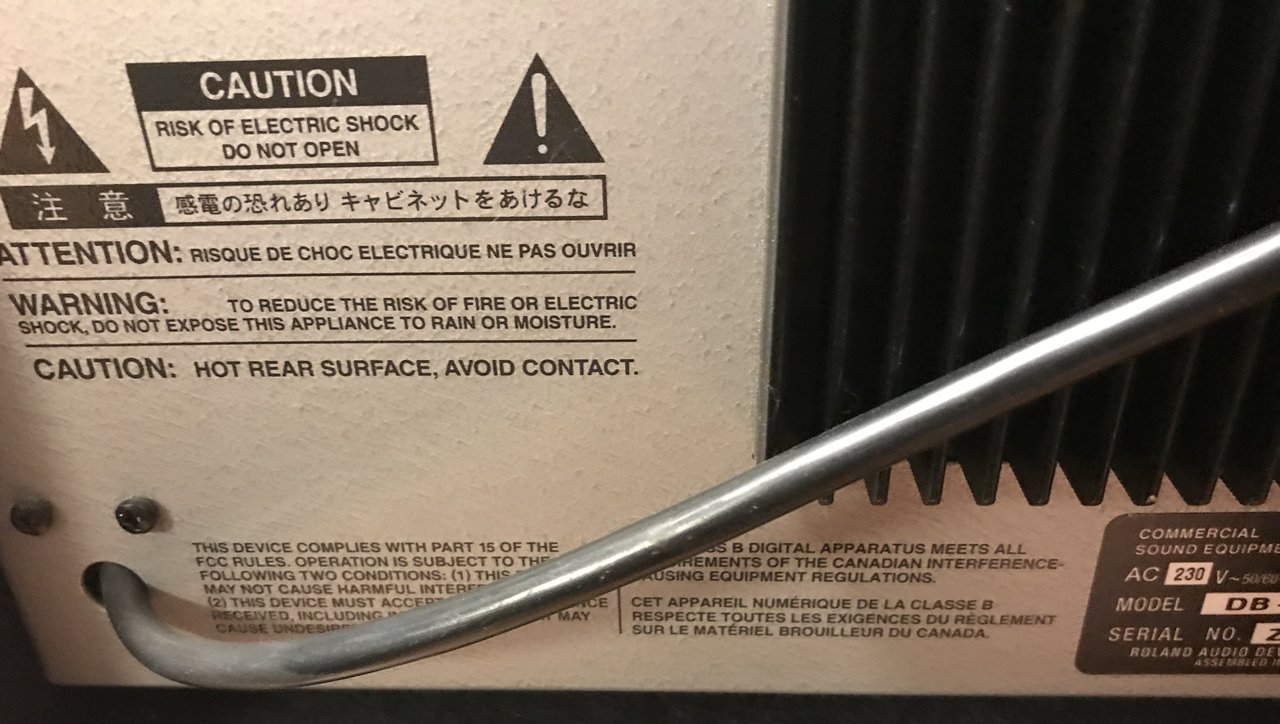 CAUTION
RISK OF ELECTRIC SHOCK
DO NOT OPEN
注 意 感電の恐れあり キャビネットをあけるな
ATTENTION: RISQUE DE CHOC ELECTRIQUE NE PAS OUVRIR
WARNING: TO REDUCE THE RISK OF FIRE OR ELECTRIC
SHOCK, DO NOT EXPOSE THIS APPLIANCE TO RAIN OR MOISTURE.
CAUTION: HOT REAR SURFACE, AVOID CONTACT.
THIS DEVICE COMPLIES WITH PART 15 OF THE
FCC RULES. OPERATION IS SUBJECT TO THE
FOLLOWING TWO CONDITIONS: (1) THIS
MAY NOT CAUSE HARMFUL
(2) THIS DEVICE MUST ACCEPT
RECEIVED, INCLUDING MAY
CAUSE
B DIGITAL APPARATUS MEETS ALL
OF THE CANADIAN INTERFERENCE-
EQUIPMENT REGULATIONS.
CET APPAREIL NUMÉRIQUE DE LA CLASSE B
RESPECTE TOUTES LES EXIGENCES DU RÈGLEMENT
SUR LE MATÉRIEL BROUILLEUR DU CANADA.
COMMERCIAL
SOUND
AC 230 V~50/60
MODEL DB
SERIAL NO.
ROLAND AUDIO
ASSEMBLED